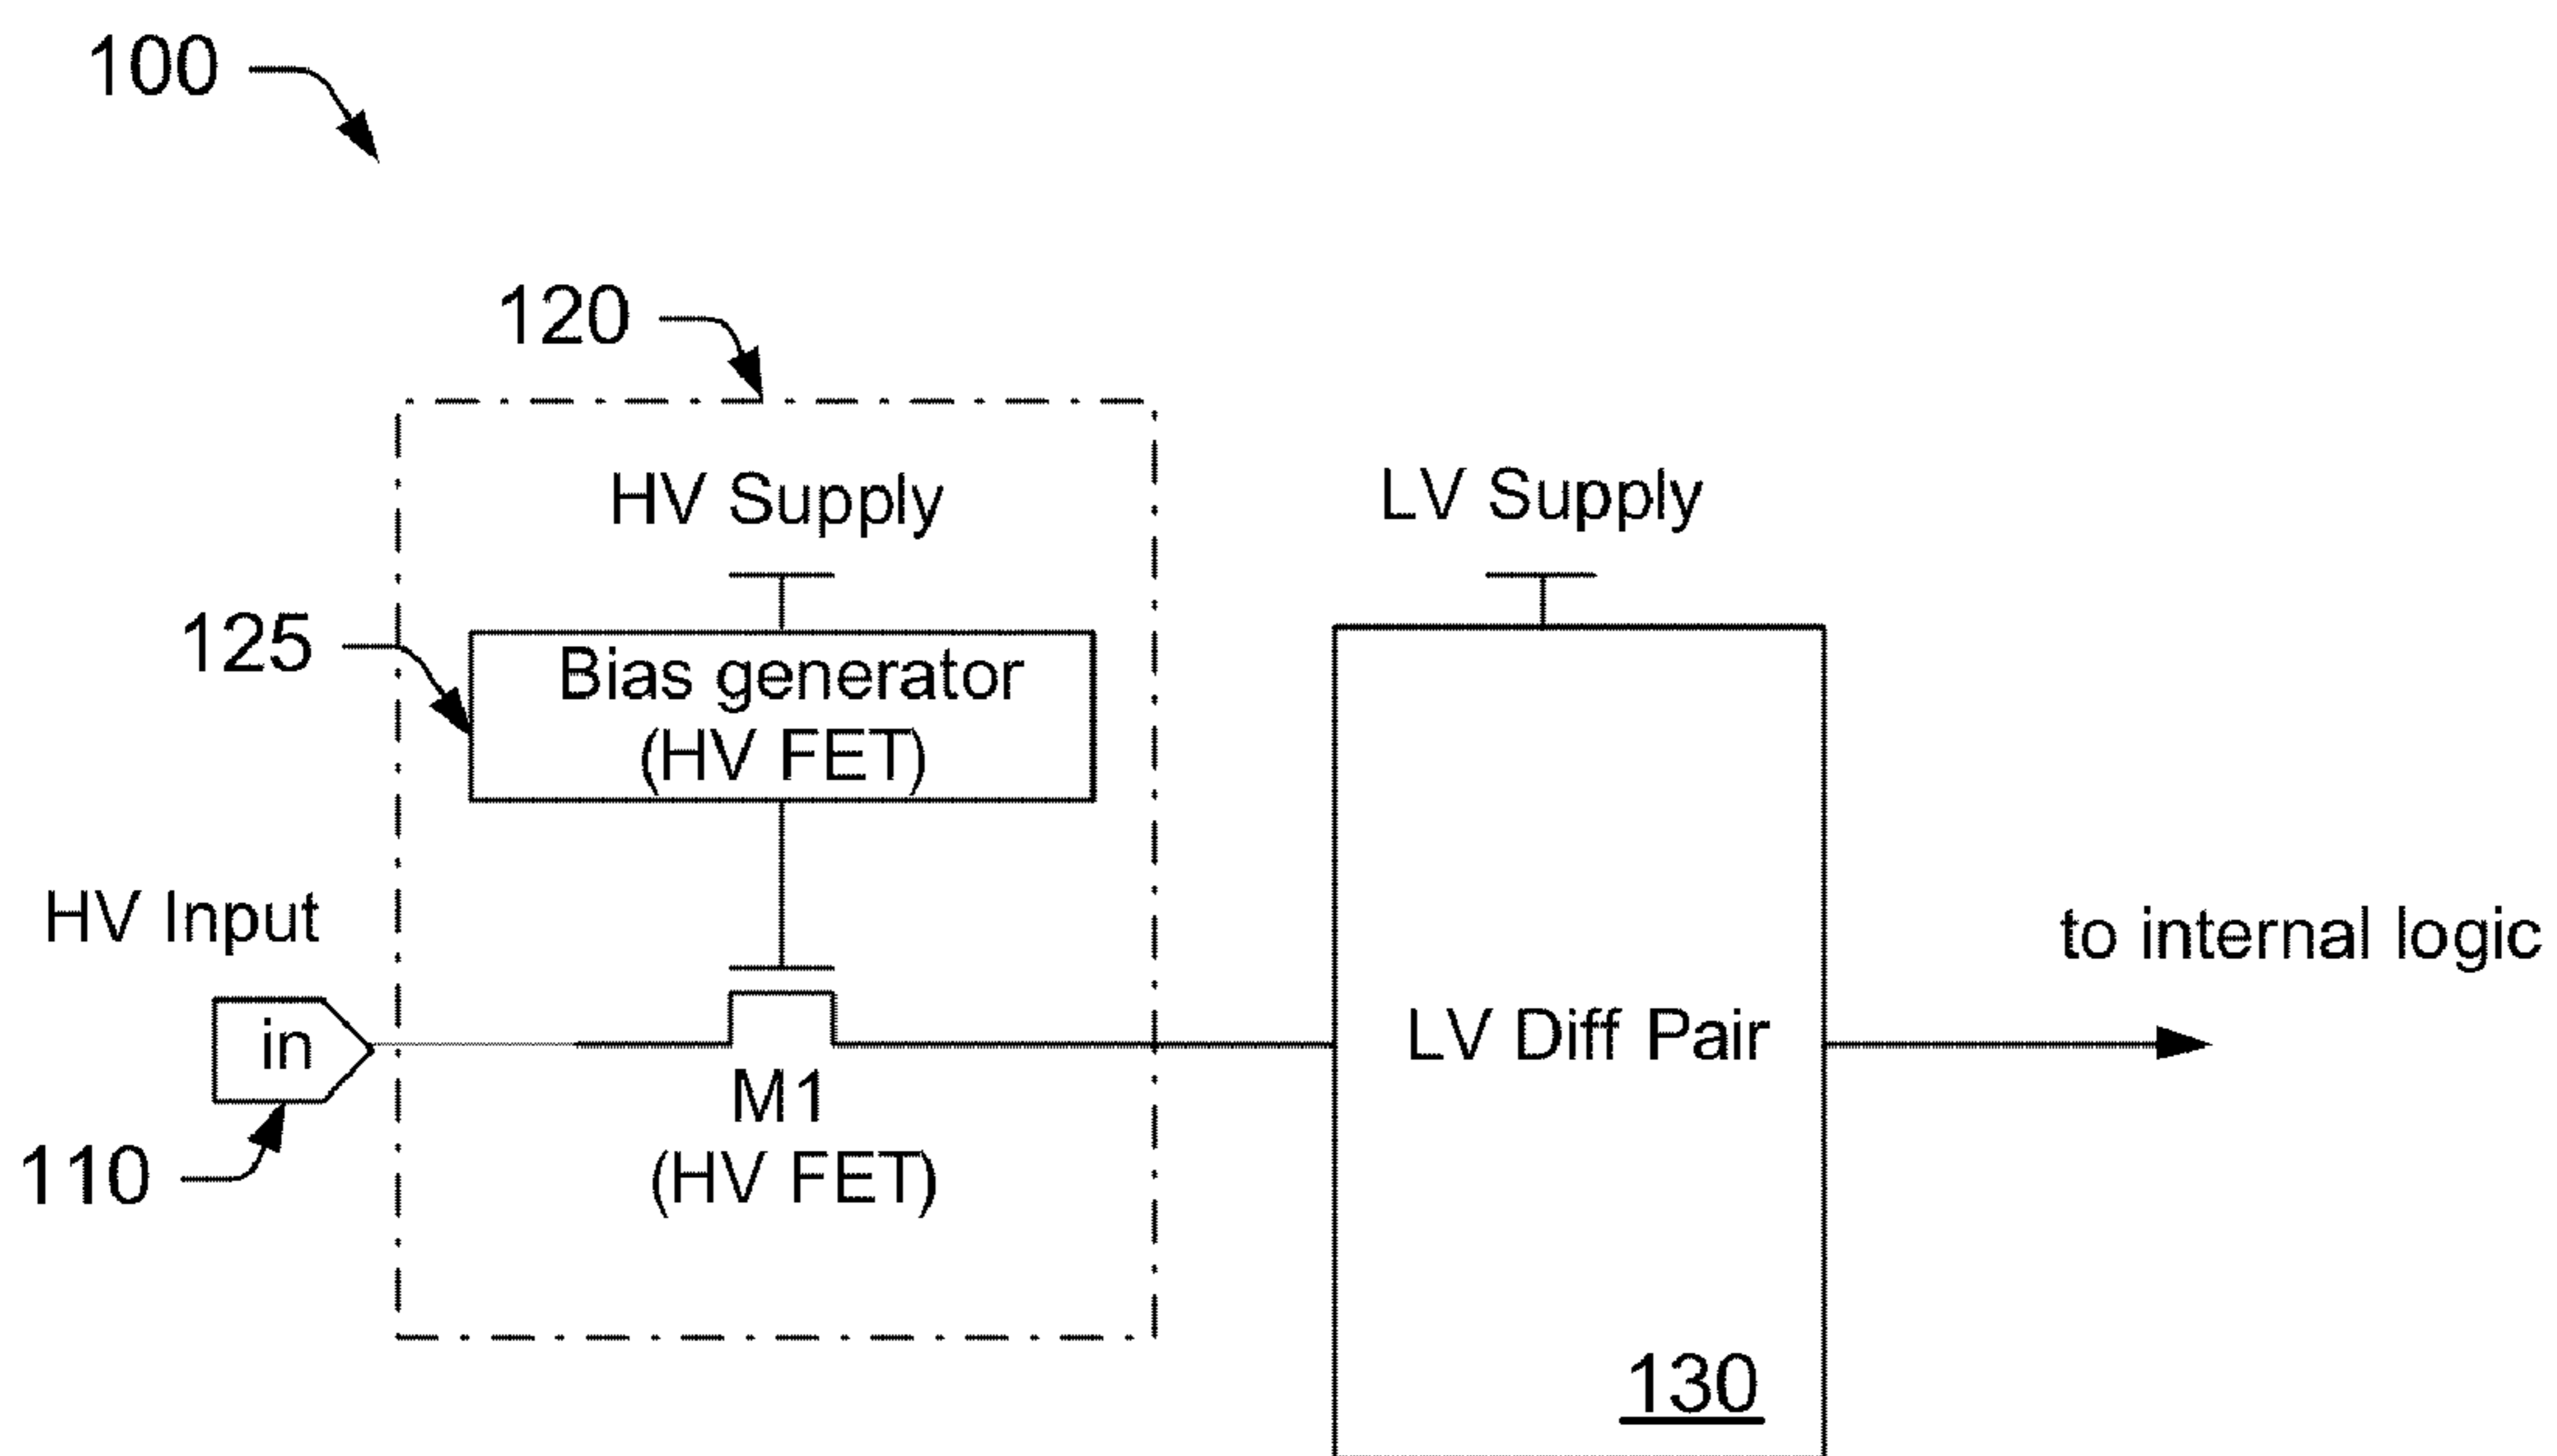 100
120
HV Supply
LV Supply
125
Bias generator
(HV FET)
HV Input
to internal logic
in
LV Diff Pair
M1
(HV FET)
110
130